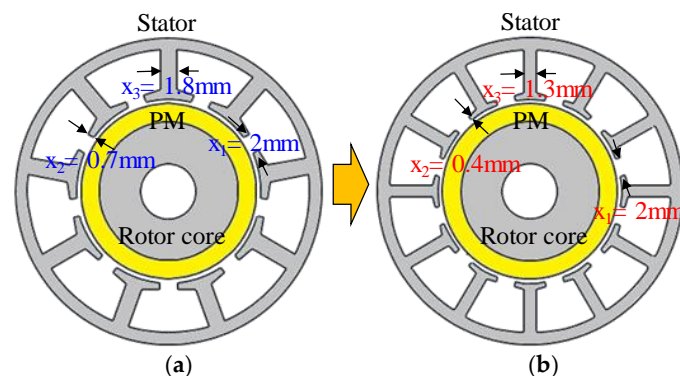 Stator
x3= 1.8mm
PM
x1= 2mm
x2= 0.7mm
Rotor core
(a)
Stator
x3= 1.3mm
PM
x2= 0.4mm
x1= 2mm
Rotor core
(b)